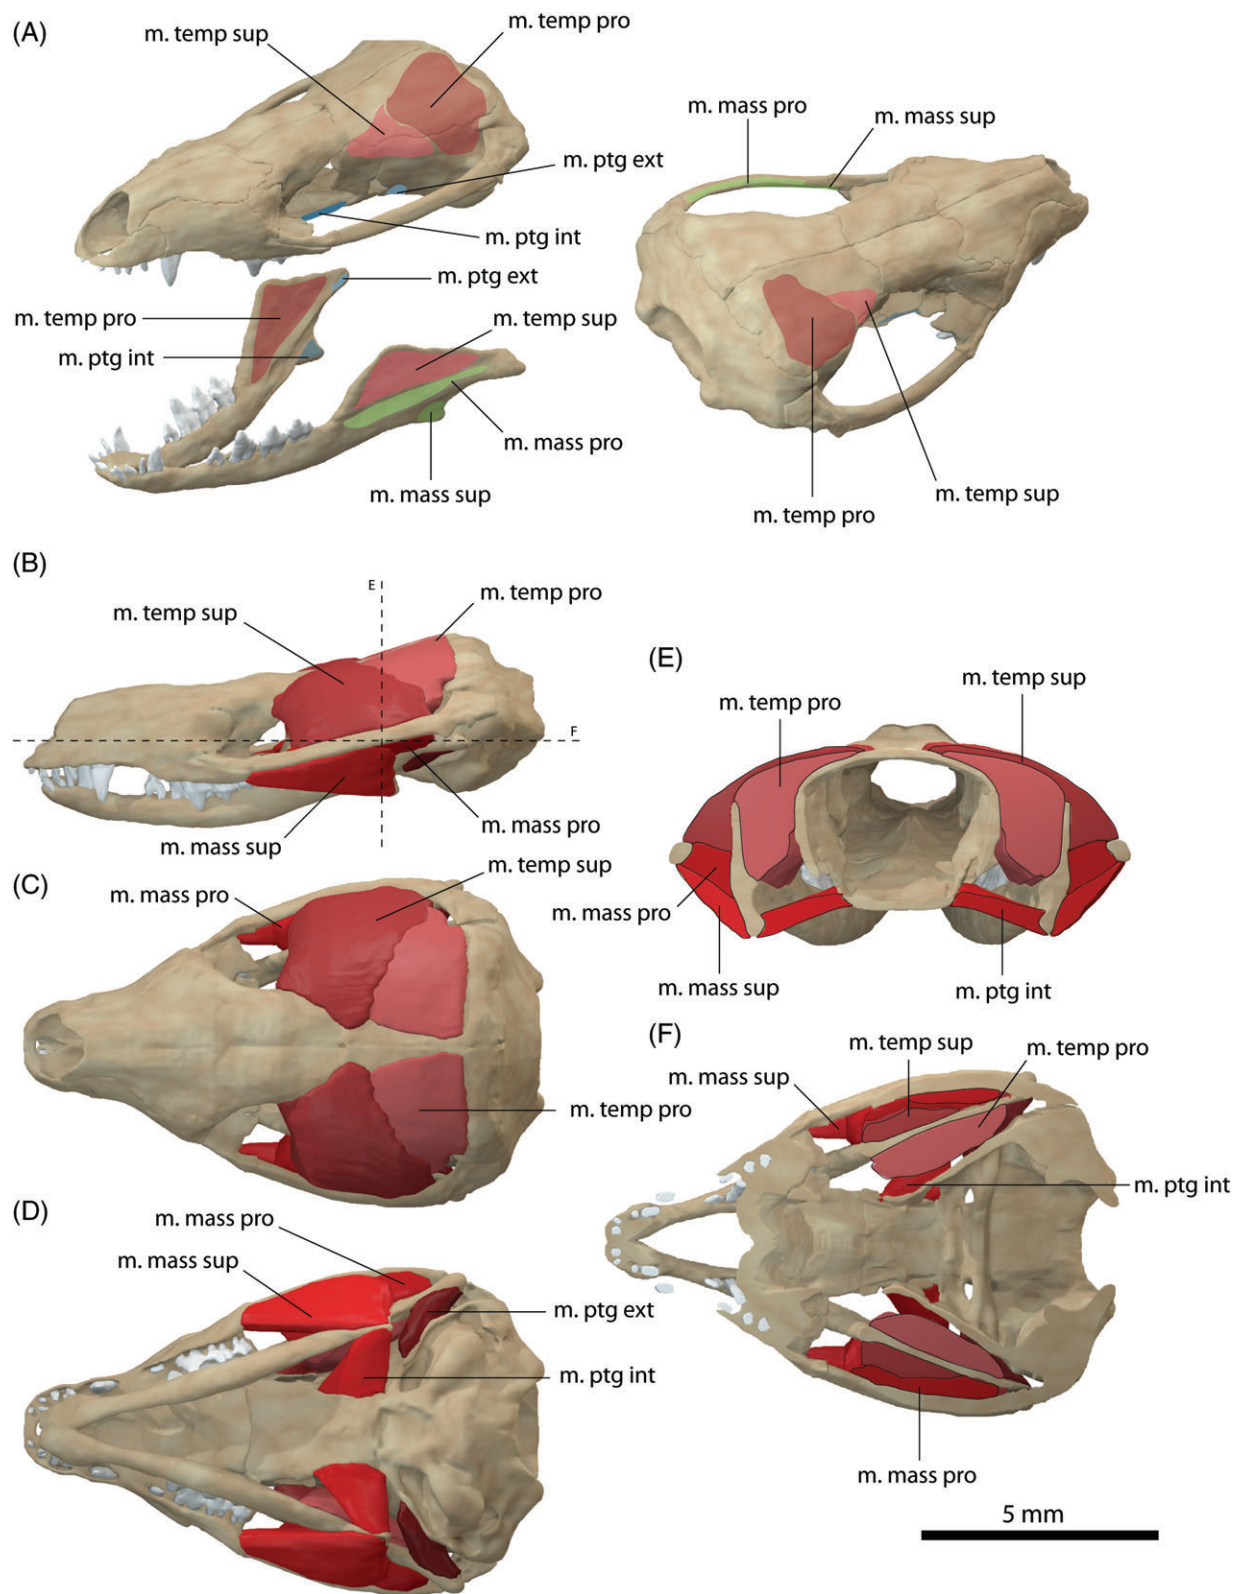 (A)
m. temp sup
m. temp pro
m. ptg ext
m. ptg int
m. ptg ext
m. temp pro
m. ptg int
m. temp sup
m. mass pro
m. mass sup
m. mass pro
m. mass sup
m. temp sup
m. temp pro
(B)
E
m. temp sup
m. temp pro
F
m. mass pro
m. mass sup
(C)
m. temp sup
m. mass pro
m. temp pro
(D)
m. mass pro
m. mass sup
m. ptg ext
m. ptg int
(E)
m. temp sup
m. temp pro
m. mass pro
m. mass sup
m. ptg int
(F)
m. temp sup
m. temp pro
m. mass sup
m. ptg int
m. mass pro
5 mm